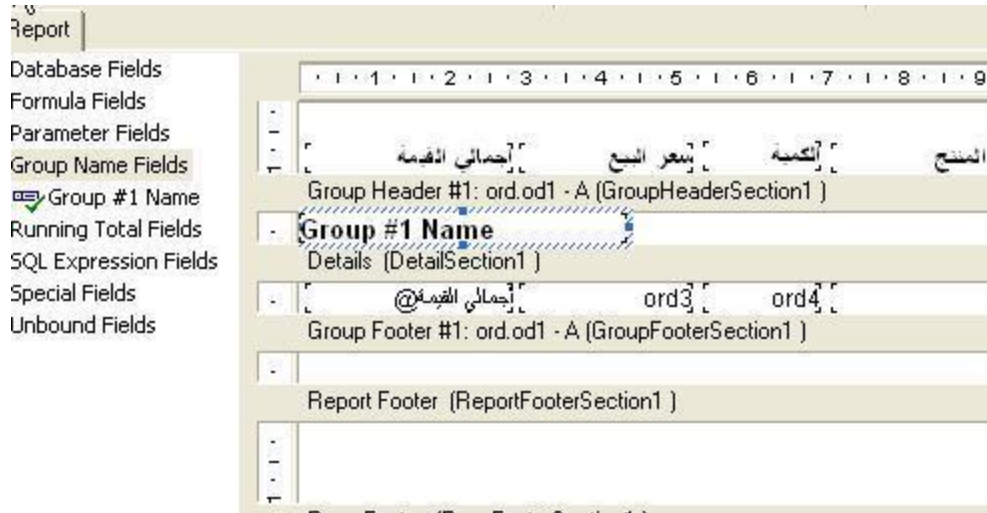 Report
Database Fields
Formula Fields
Parameter Fields
Group Name Fields
Group #1 Name
Running Total Fields
SQL Expression Fields
Special Fields
Unbound Fields
1 2 3 4 5 6 7 8 9
المنتج الكمية سعر البيع أجمالي القيمة
Group Header #1: ord.od1 - A (GroupHeaderSection1 )
Group #1 Name
Details (DetailSection1 )
أجمالي القيمة@ ord3 ord4
Group Footer #1: ord.od1 - A (GroupFooterSection1 )
Report Footer (ReportFooterSection1 )